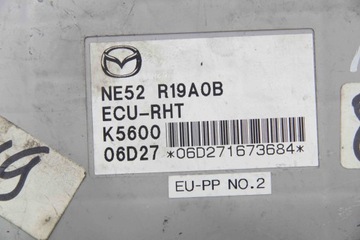 NE52 R19A0B
ECU-RHT
K5600
06D27 *06D271673684*
EU-PP NO.2